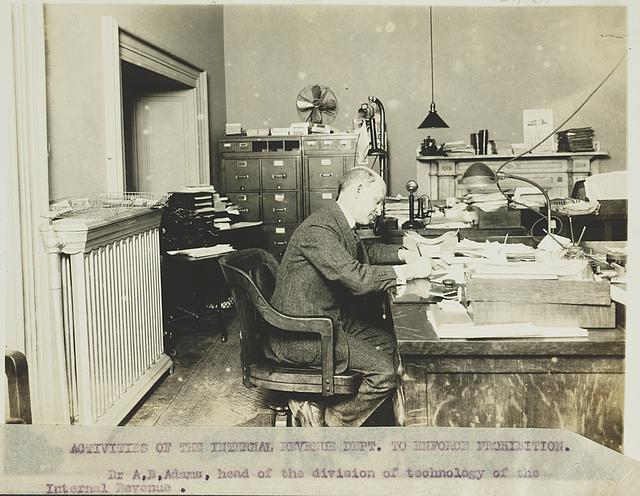 ACTIVITIES OF THE INTERNAL REVENUE DEPT. TO ENFORCE PROHIBITION.
Dr A,B,Adams, head of the division of technology of the
Internal Revenue .